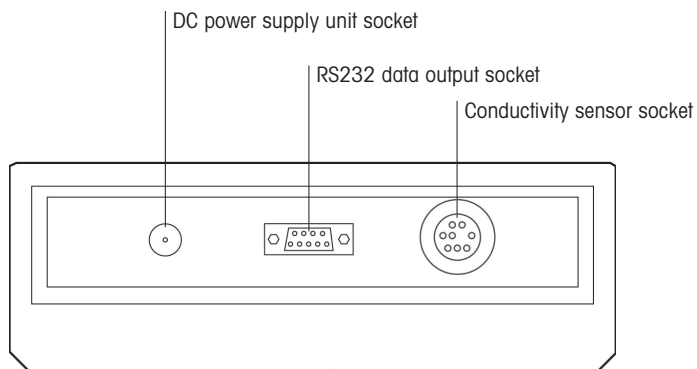 DC power supply unit socket
RS232 data output socket
Conductivity sensor socket